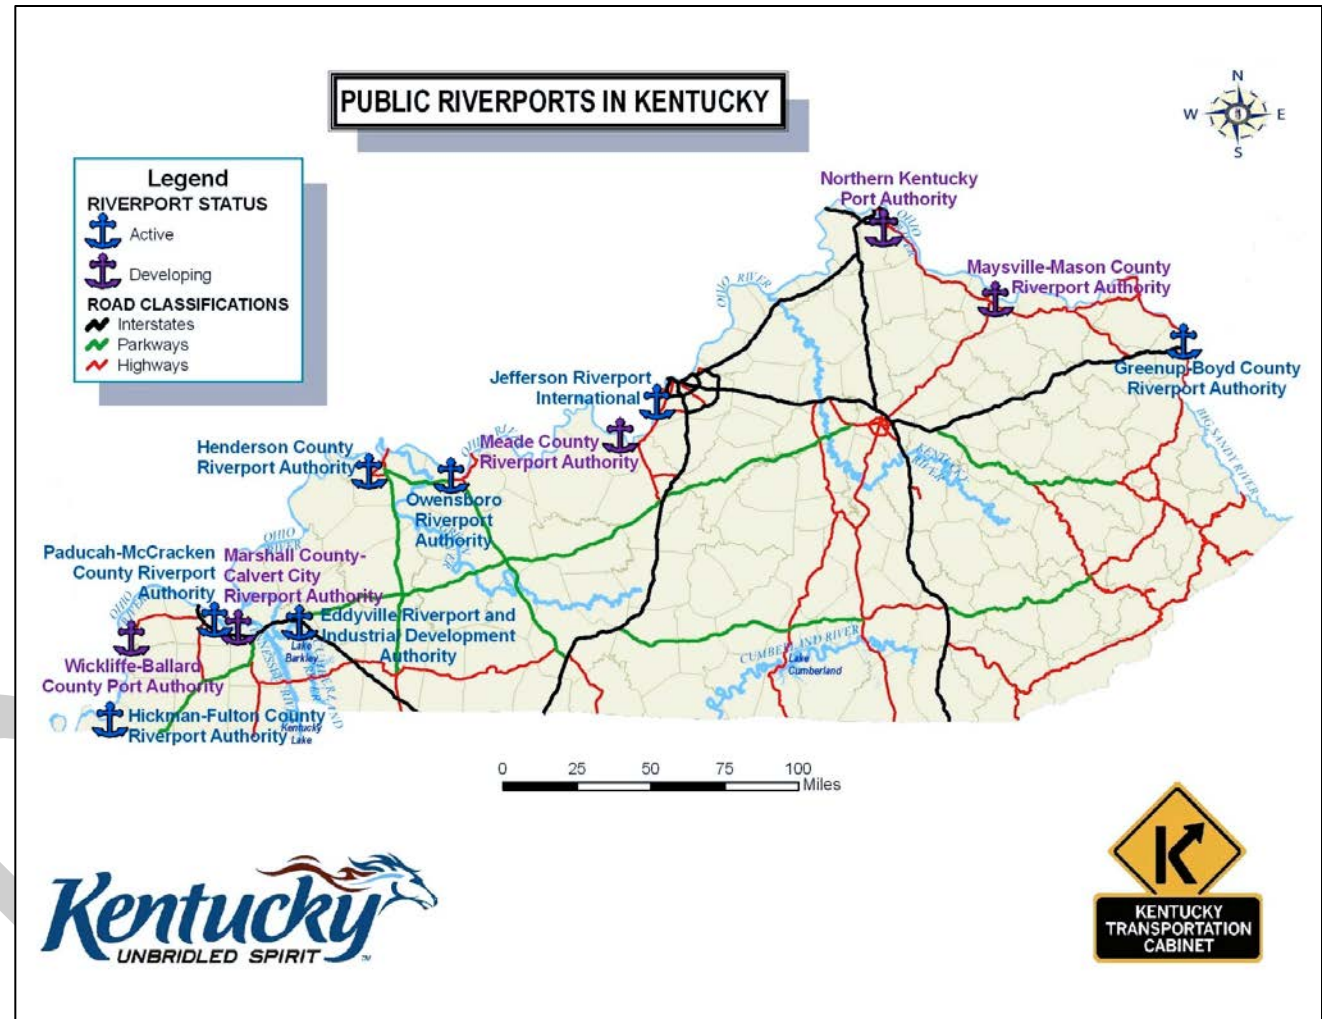 PUBLIC RIVERPORTS IN KENTUCKY
N
W
E
S
Legend
RIVERPORT STATUS
Active
Developing
ROAD CLASSIFICATIONS
Interstates
Parkways
Highways
Northern Kentucky
Port Authority
OHIO
Maysville-Mason County
Riverport Authority
OHIO RIVER
Greenup-Boyd County
Riverport Authority
BIG SANDY RIVER
Jefferson Riverport
International
Meade County
Riverport Authority
Henderson County
Riverport Authority
Owensboro
Riverport
Authority
KENTUCKY
RIVER
OHIO
RIVER
Paducah-McCracken
County Riverport
Authority
Marshall County-
Calvert City
Riverport Authority
Eddyville Riverport and
Industrial Development
Authority
OHIO
Lake
Barkley
Wickliffe-Ballard
County Port Authority
CUMBERLAND RIVER
Lake
Cumberland
Hickman-Fulton County
Riverport Authority
Kentucky
Lake
0 25 50 75 100
Miles
Kentucky
UNBRIDLED SPIRIT
TM
KENTUCKY
TRANSPORTATION
CABINET